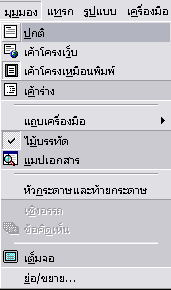 มุมมอง แทรก รูปแบบ เครื่องมือ
ปกติ
เค้าโครงเว็บ
เค้าโครงเหมือนพิมพ์
เค้าร่าง
แถบเครื่องมือ
ไม้บรรทัด
แมปเอกสาร
หัวกระดาษและท้ายกระดาษ
เชิงอรรถ
ข้อคิดเห็น
เต็มจอ
ย่อ/ขยาย...